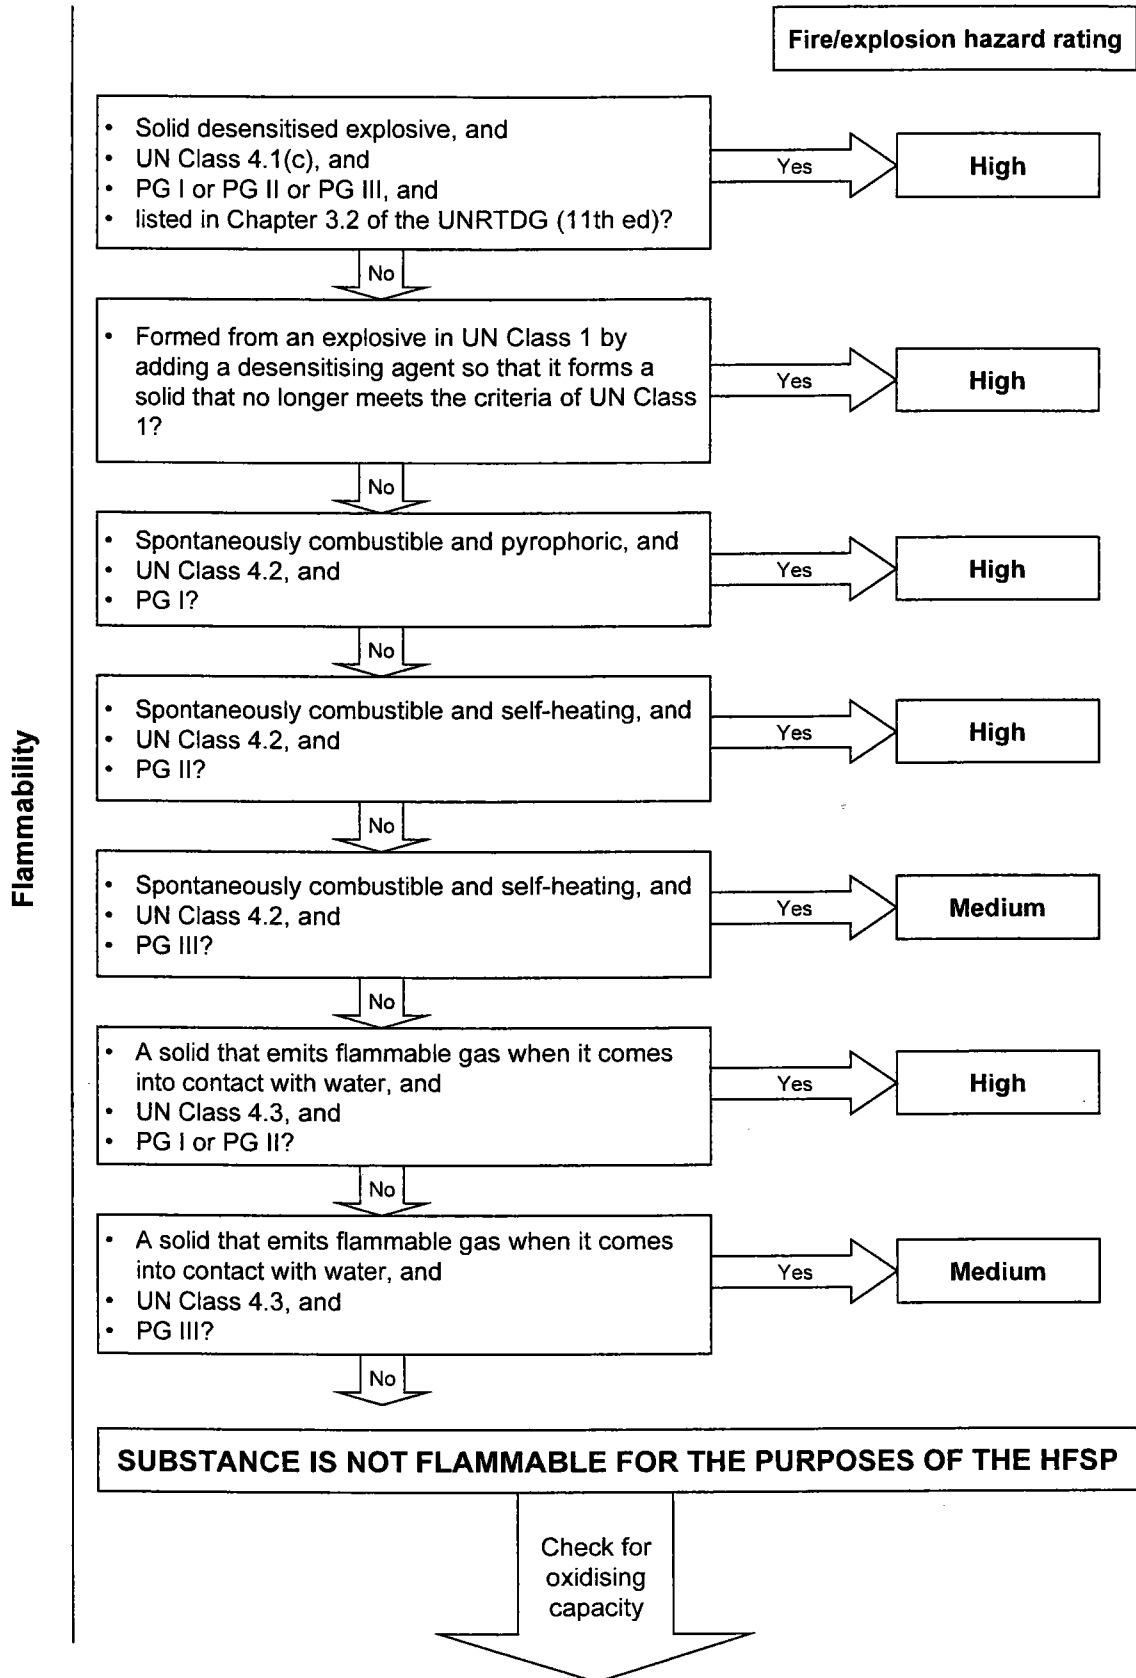 Fire/explosion hazard rating
Flammability
• Solid desensitised explosive, and
• UN Class 4.1(c), and
• PG I or PG II or PG III, and
• listed in Chapter 3.2 of the UNRTDG (11th ed)?
Yes
High
No
• Formed from an explosive in UN Class 1 by
adding a desensitising agent so that it forms a
solid that no longer meets the criteria of UN Class
1?
Yes
High
No
• Spontaneously combustible and pyrophoric, and
• UN Class 4.2, and
• PG I?
Yes
High
No
• Spontaneously combustible and self-heating, and
• UN Class 4.2, and
• PG II?
Yes
High
No
• Spontaneously combustible and self-heating, and
• UN Class 4.2, and
• PG III?
Yes
Medium
No
• A solid that emits flammable gas when it comes
into contact with water, and
• UN Class 4.3, and
• PG I or PG II?
Yes
High
No
• A solid that emits flammable gas when it comes
into contact with water, and
• UN Class 4.3, and
• PG III?
Yes
Medium
No
SUBSTANCE IS NOT FLAMMABLE FOR THE PURPOSES OF THE HFSP
Check for
oxidising
capacity